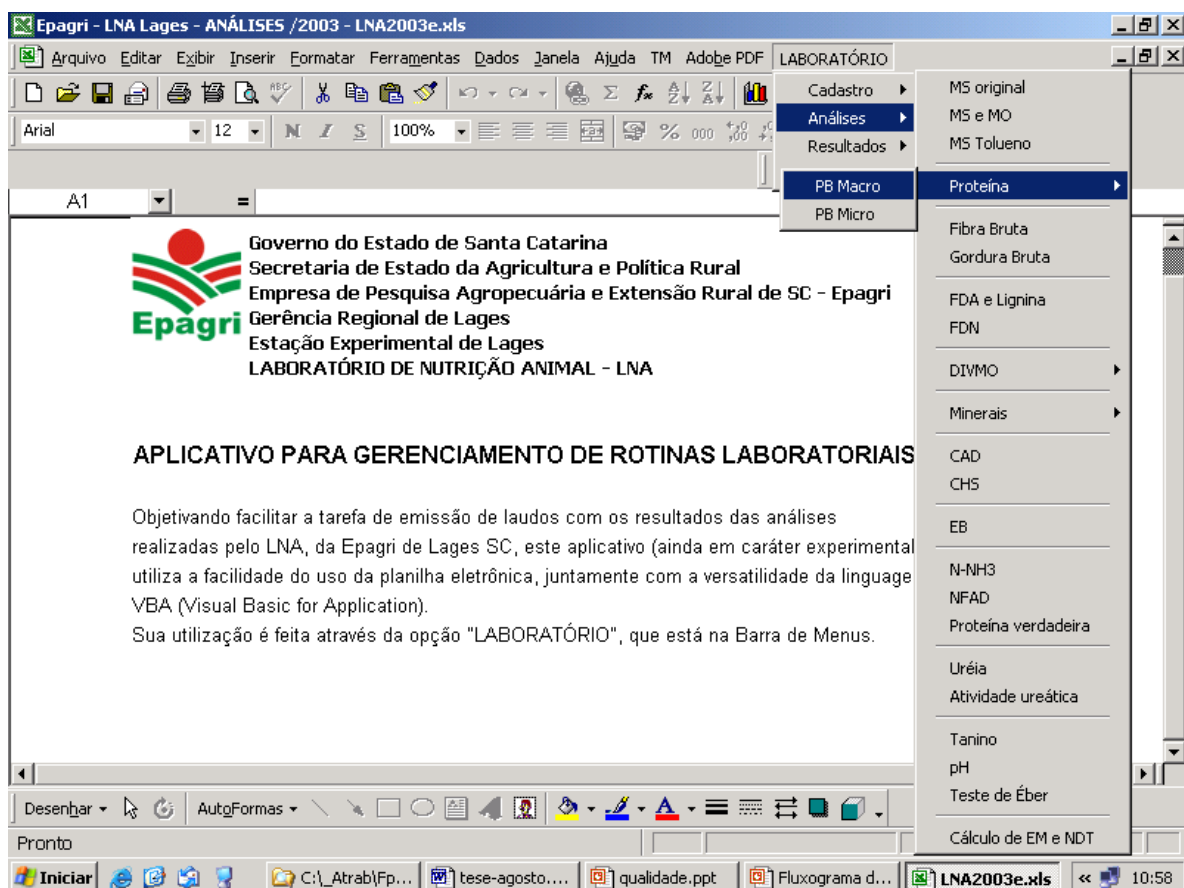 Epagri - LNA Lages - ANÁLISES /2003 - LNA2003e.xls
Arquivo Editar Exibir Inserir Formatar Ferramentas Dados Janela Ajuda TM Adobe PDF LABORATÓRIO
Arial 12 N I S 100% % 000
Cadastro
Análises
Resultados
PB Macro
PB Micro
MS original
MS e MO
MS Tolueno
Proteína
Fibra Bruta
Gordura Bruta
FDA e Lignina
FDN
DIVMO
Minerais
CAD
CHS
EB
N-NH3
NFAD
Proteína verdadeira
Uréia
Atividade ureática
Tanino
pH
Teste de Éber
Cálculo de EM e NDT
A1 =
Epagri
Governo do Estado de Santa Catarina
Secretaria de Estado da Agricultura e Política Rural
Empresa de Pesquisa Agropecuária e Extensão Rural de SC - Epagri
Gerência Regional de Lages
Estação Experimental de Lages
LABORATÓRIO DE NUTRIÇÃO ANIMAL - LNA
APLICATIVO PARA GERENCIAMENTO DE ROTINAS LABORATORIAIS
Objetivando facilitar a tarefa de emissão de laudos com os resultados das análises
realizadas pelo LNA, da Epagri de Lages SC, este aplicativo (ainda em caráter experimental
utiliza a facilidade do uso da planilha eletrônica, juntamente com a versatilidade da linguage
VBA (Visual Basic for Application).
Sua utilização é feita através da opção "LABORATÓRIO", que está na Barra de Menus.
Desenhar AutoFormas
Pronto
Iniciar C:\_Atrab\Fp... tese-agosto.... qualidade.ppt Fluxograma d... LNA2003e.xls « 10:58